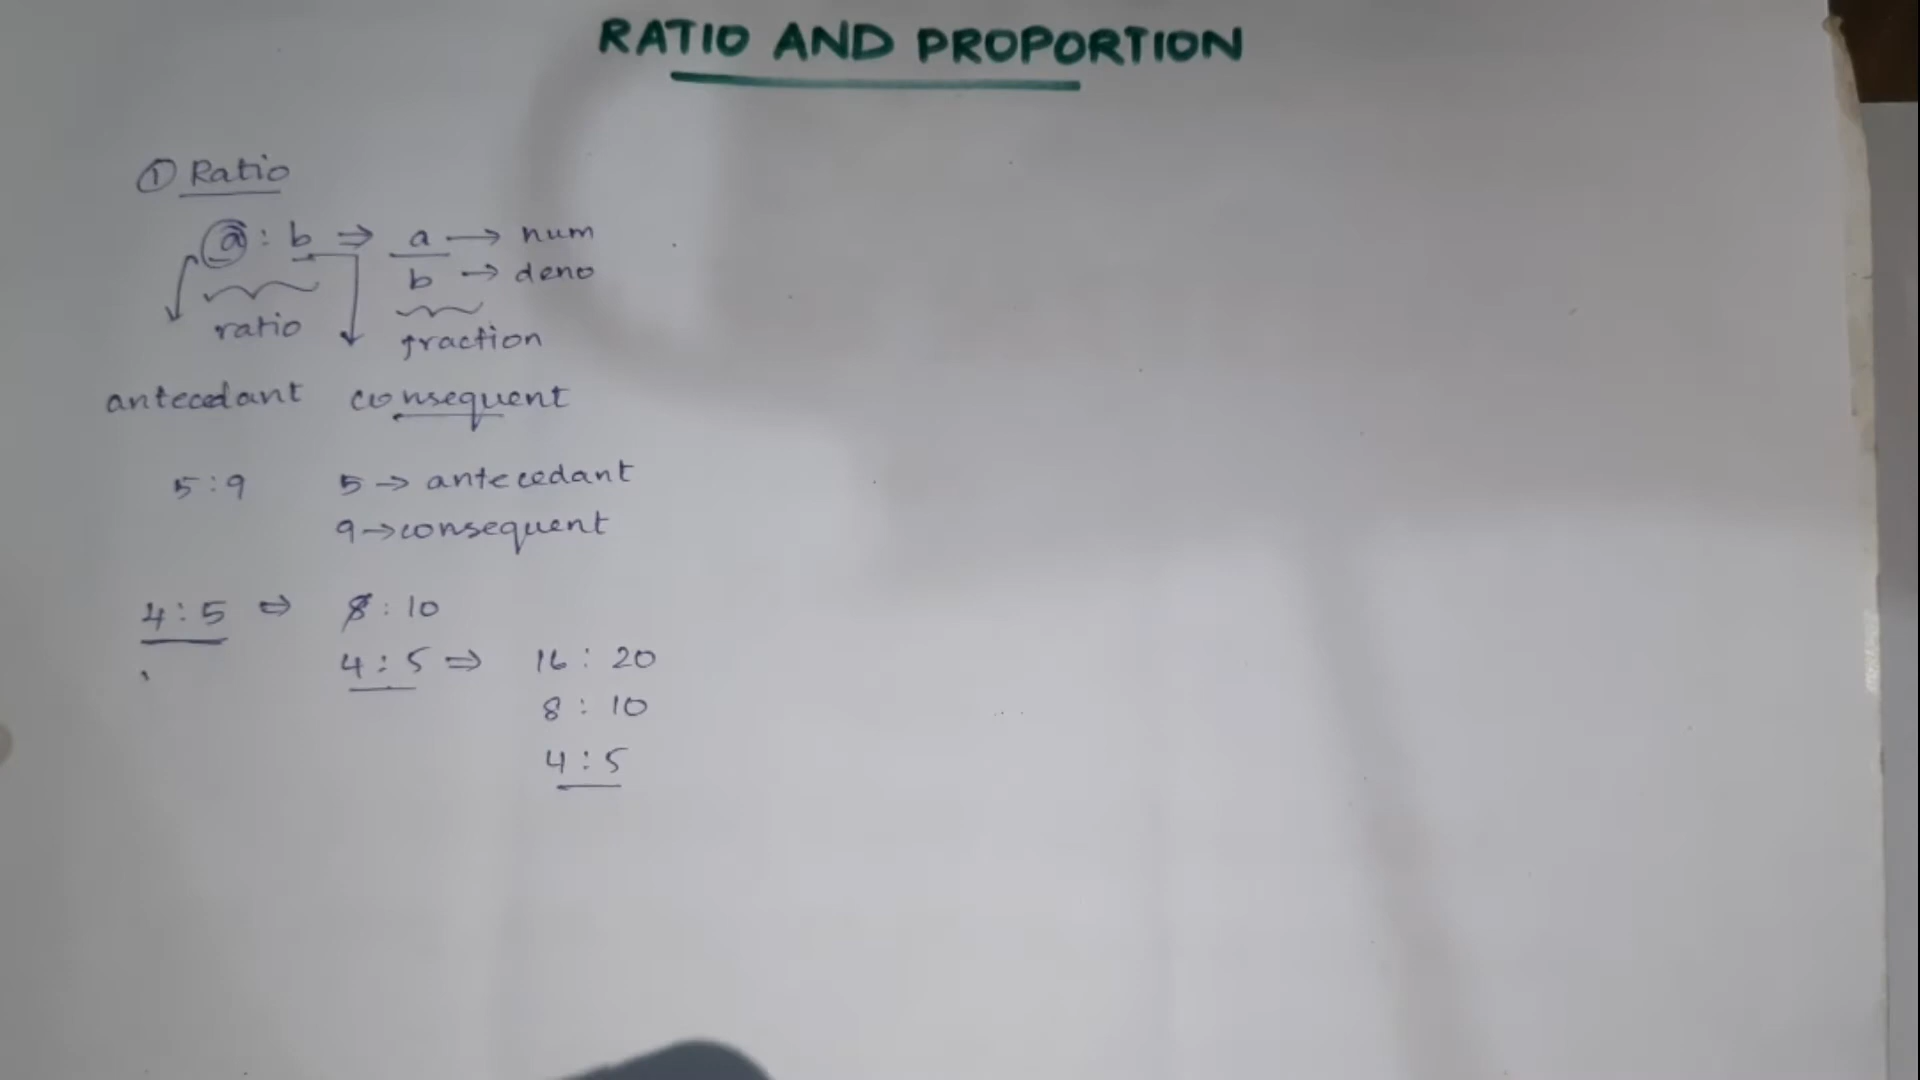 RATIO AND PROPORTION
① Ratio
a : b ⇒ a/b
a → num
b → deno
ratio
fraction
antecedant consequent
5 : 9 5 → antecedant
9 → consequent
4 : 5 ⇒ 8 : 10
4 : 5 ⇒ 16 : 20
8 : 10
4 : 5